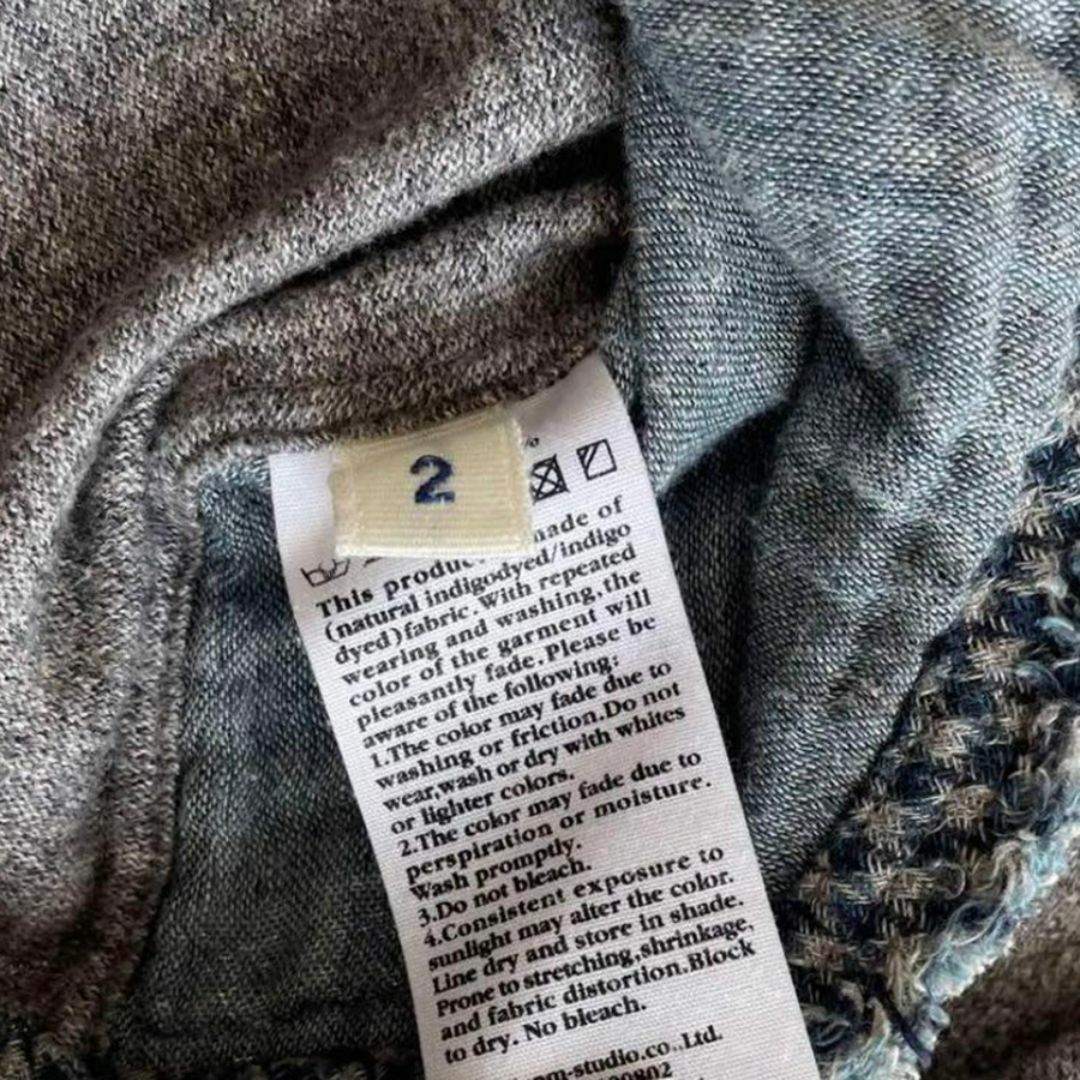 2
This
(natural indigodyed/indigo
made of
dyed)fabric.With repeated
wearing and washing,the
color of the garment will
pleasantly fade.Please be
aware of the following:
1.The color may fade due to
washing or friction.Do not
wear,wash or dry with whites
or lighter colors.
2.The color may fade due to
perspiration or moisture.
Wash promptly.
3.Do not bleach.
4.Consistent exposure to
sunlight may alter the color.
Line dry and store in shade.
Prone to stretching,shrinkage,
and fabric distortion.Block
to dry. No bleach.
-studio.co.,Ltd.